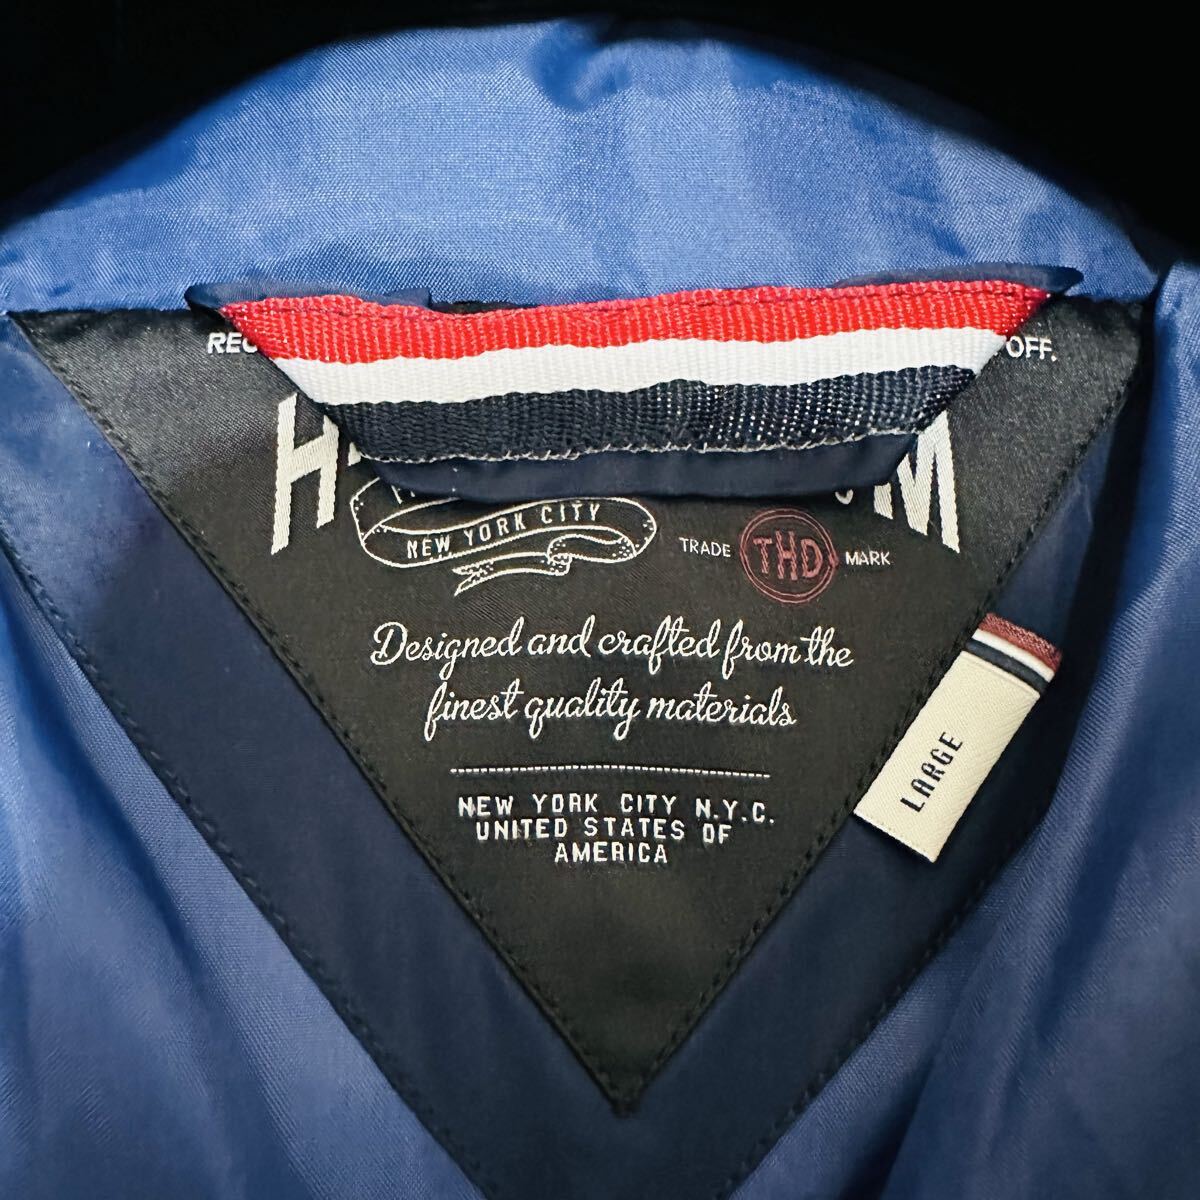 OFF.
NEW YORK CITY
TRADE THD MARK
Designed and crafted from the
finest quality materials
NEW YORK CITY N.Y.C.
UNITED STATES OF
AMERICA
LARGE